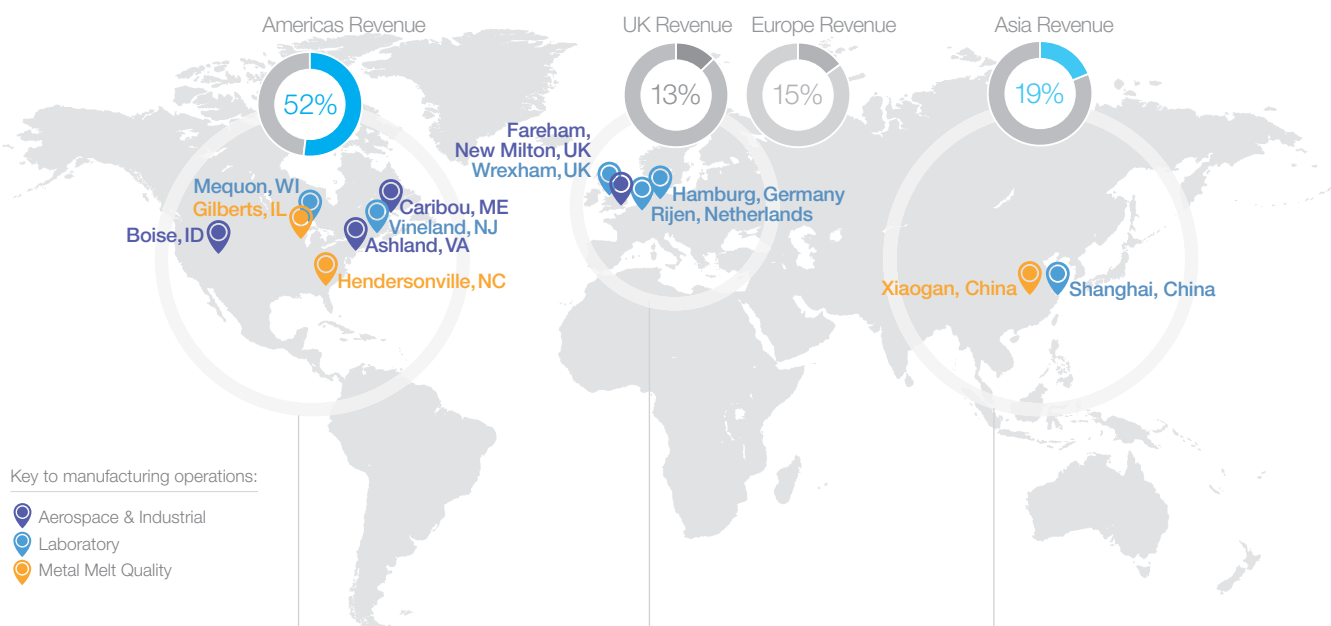 Americas Revenue
UK Revenue
Europe Revenue
Asia Revenue
52%
13%
15%
19%
Fareham,
New Milton, UK
Wrexham, UK
Hamburg, Germany
Rijen, Netherlands
Mequon, WI
Gilberts, IL
Boise, ID
Caribou, ME
Vineland, NJ
Ashland, VA
Hendersonville, NC
Xiaogan, China
Shanghai, China
Key to manufacturing operations:
Aerospace & Industrial
Laboratory
Metal Melt Quality